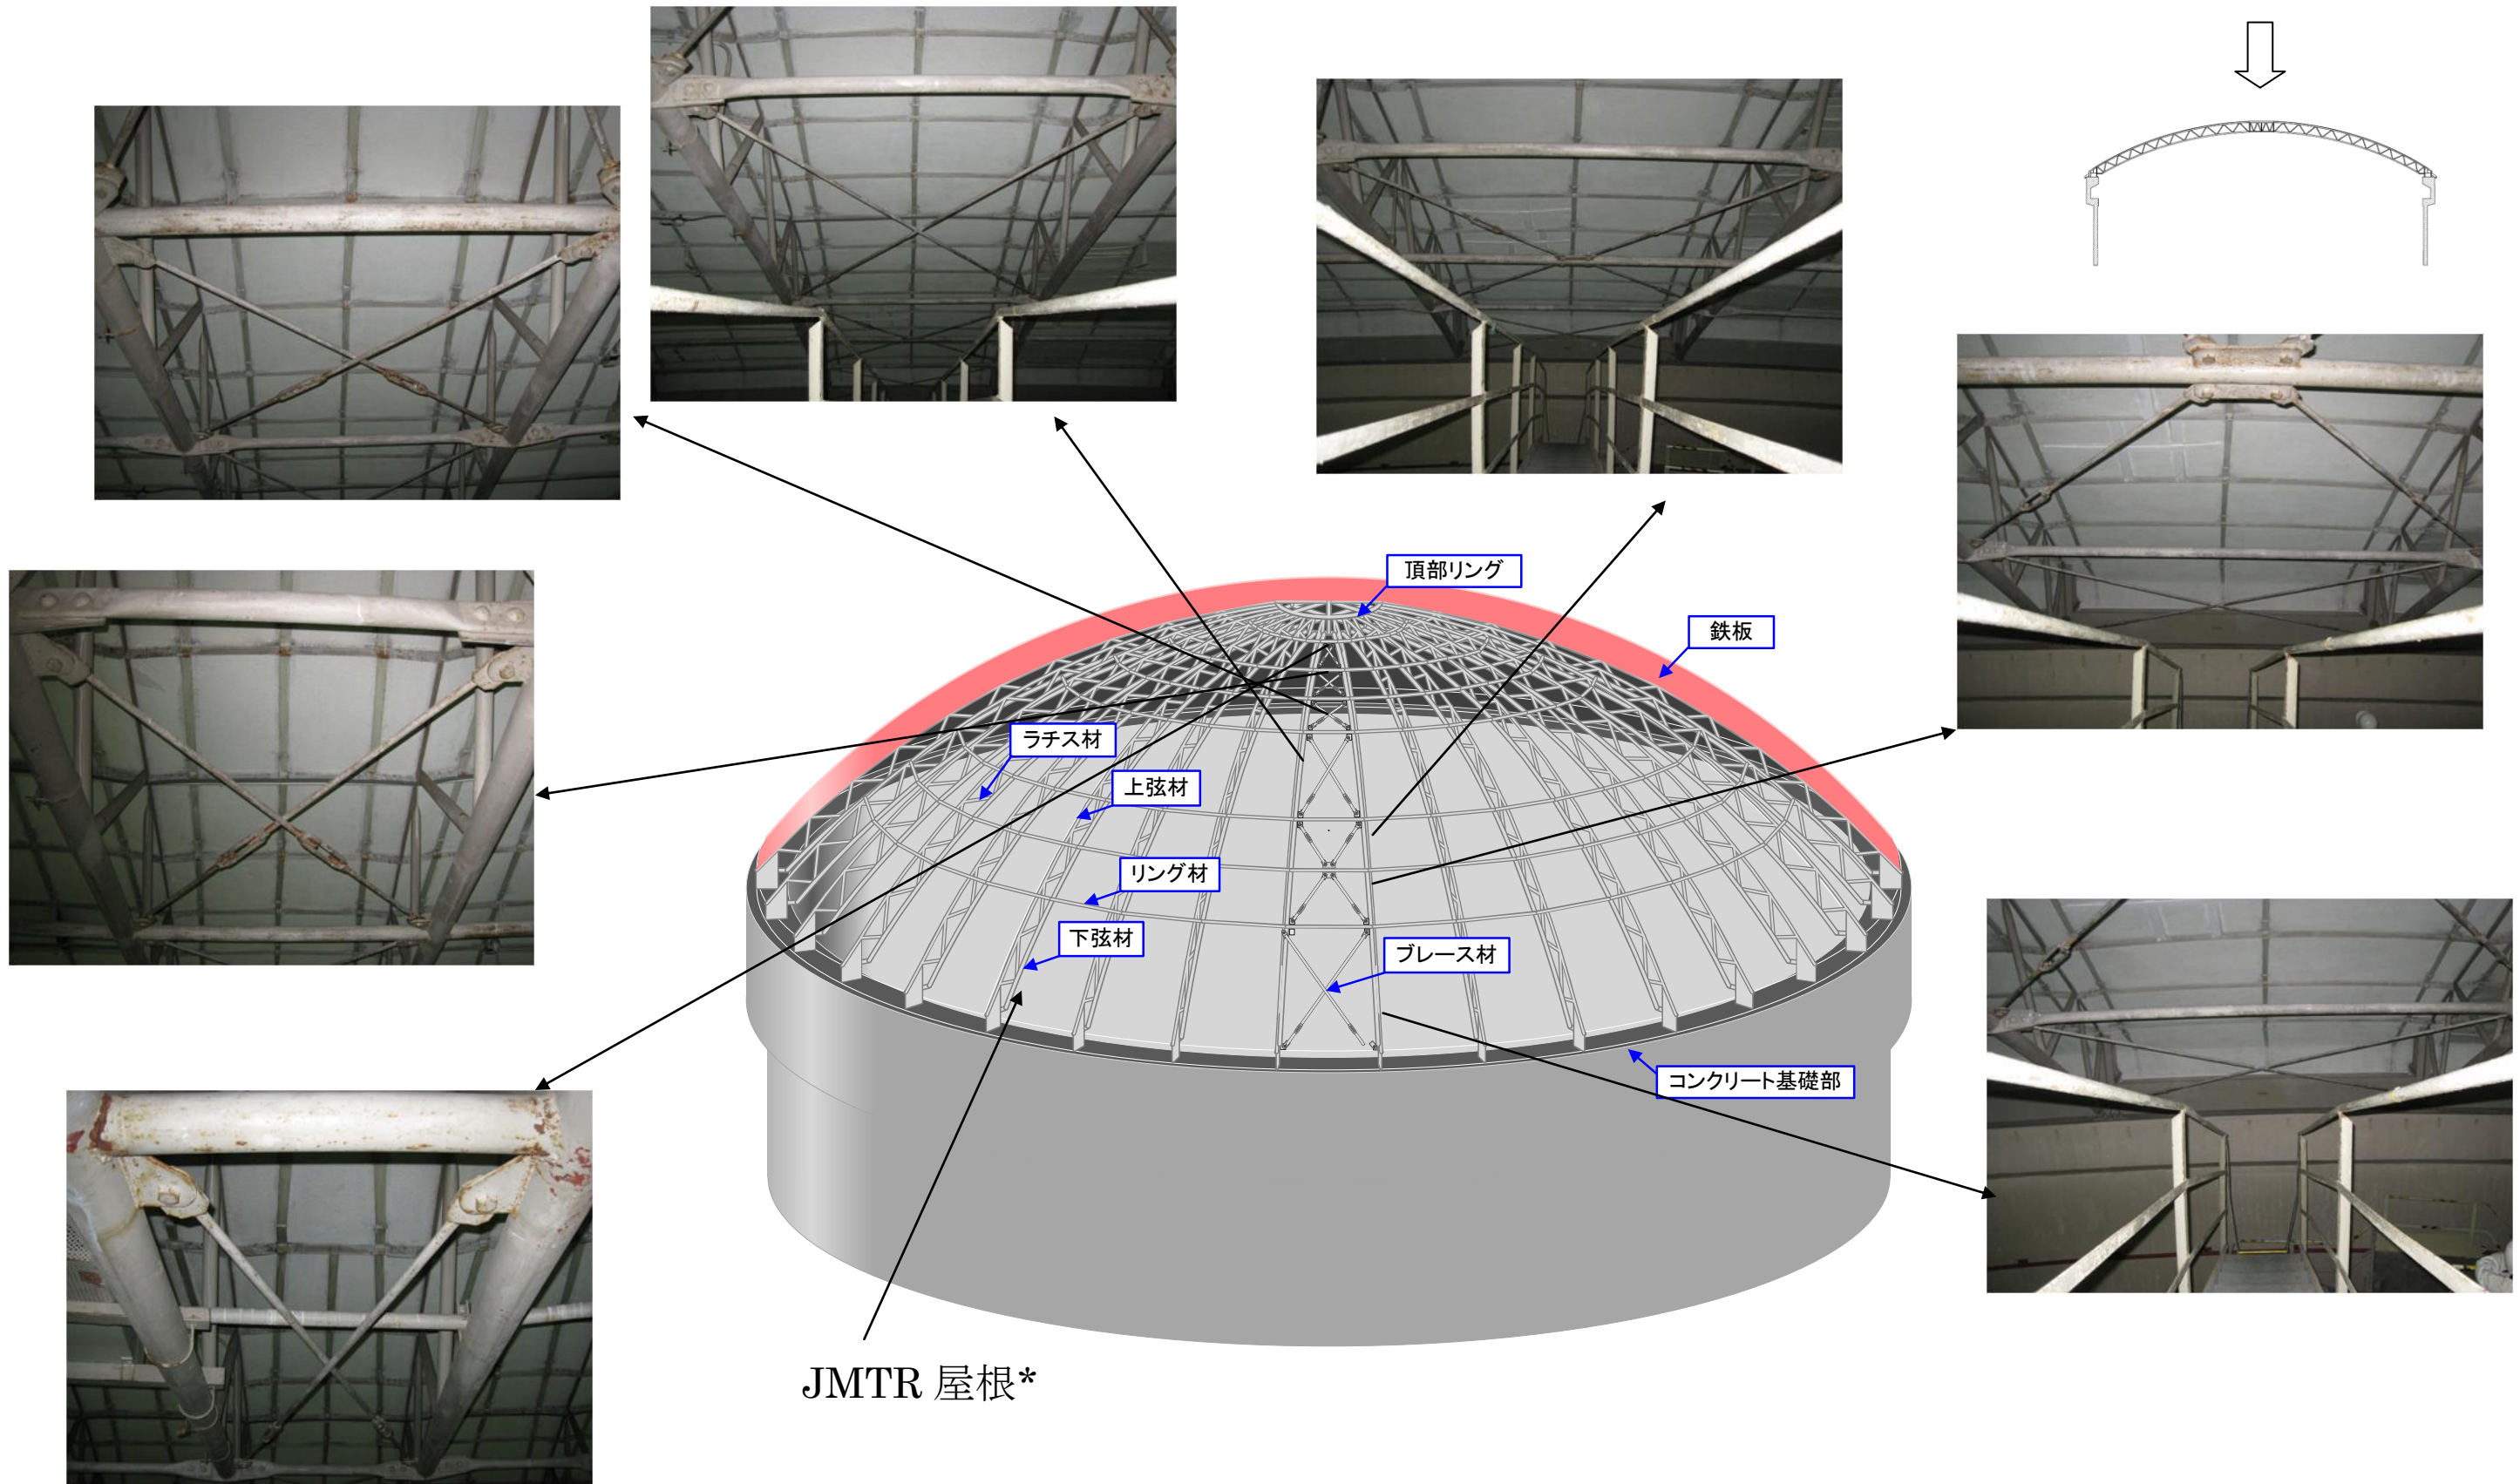 頂部リング
鉄板
ラチス材
上弦材
リング材
下弦材
ブレース材
コンクリート基礎部
JMTR 屋根*